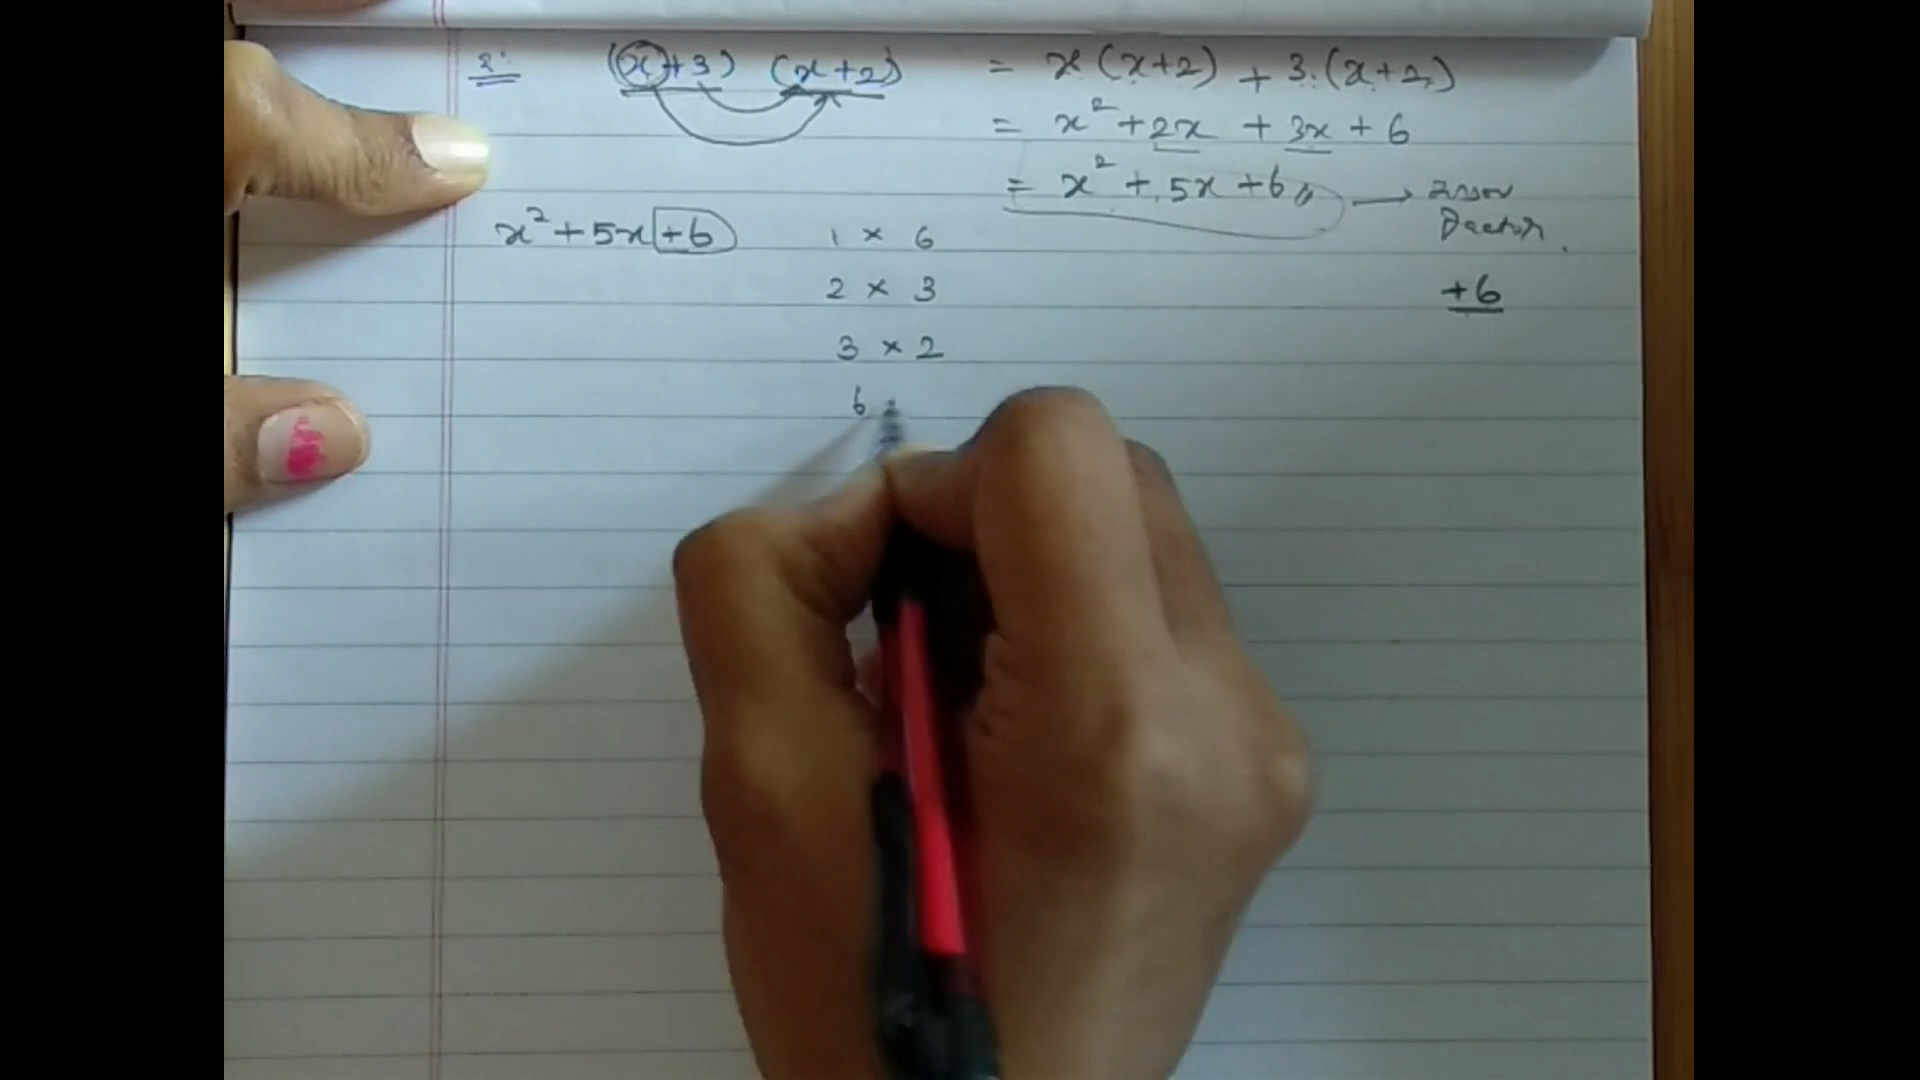 2.
(x+3) (x+2) = x.(x+2) + 3.(x+2)
= x² + 2x + 3x + 6
= x² + 5x + 6 →
x² + 5x + 6
1 × 6
2 × 3
+6
3 × 2
6